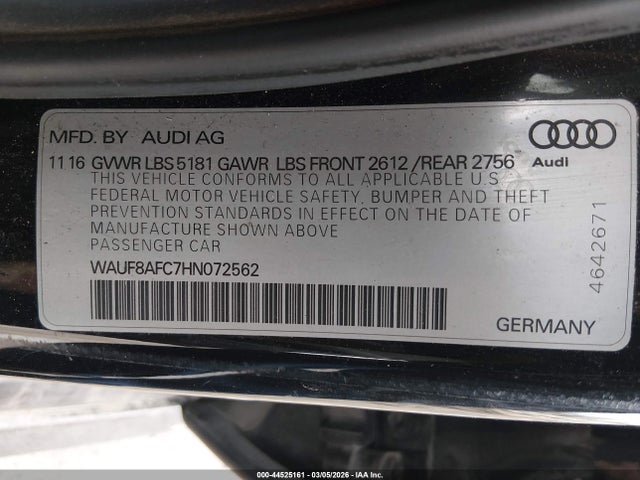 MFD. BY AUDI AG
11 16 GVWR LBS 5181 GAWR LBS FRONT 2612 /REAR 2756
THIS VEHICLE CONFORMS TO ALL APPLICABLE U.S
FEDERAL MOTOR VEHICLE SAFETY, BUMPER AND THEFT
PREVENTION STANDARDS IN EFFECT ON THE DATE OF
MANUFACTURE SHOWN ABOVE
PASSENGER CAR
WAUF8AFC7HN072562
Audi
4642671
GERMANY
000-44525161 | 03/05/2026 | IAA, Inc.